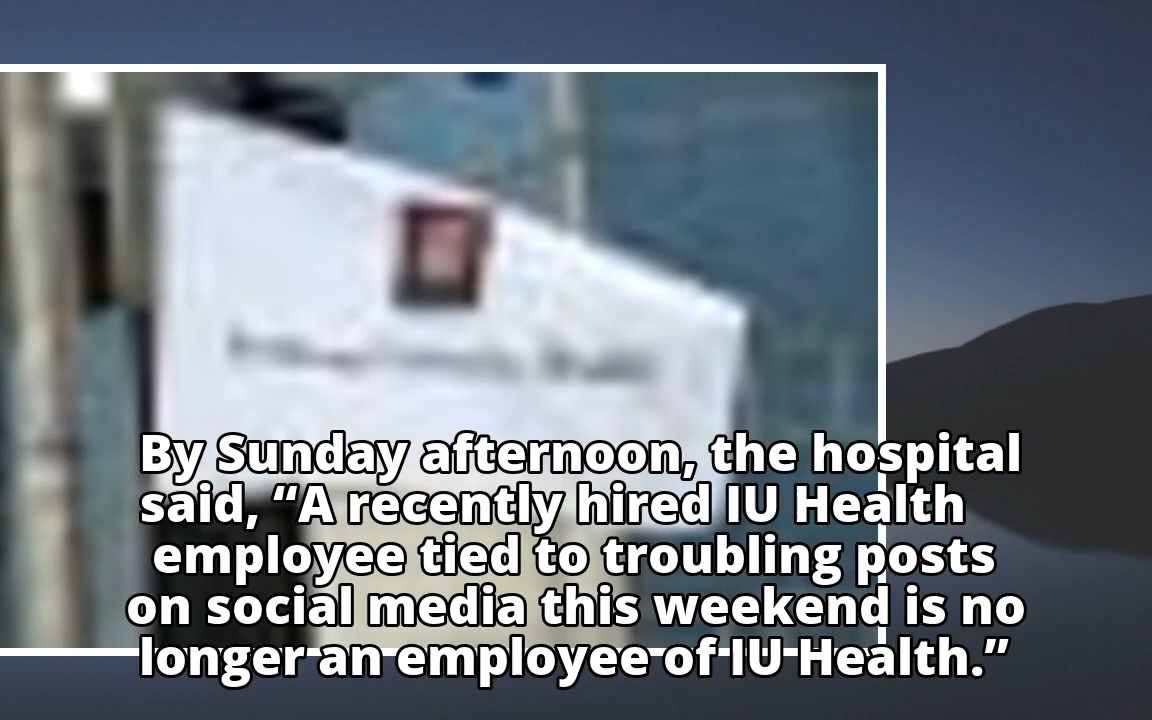 By Sunday afternoon, the hospital
said, “A recently hired IU Health
employee tied to troubling posts
on social media this weekend is no
longer an employee of IU Health.”